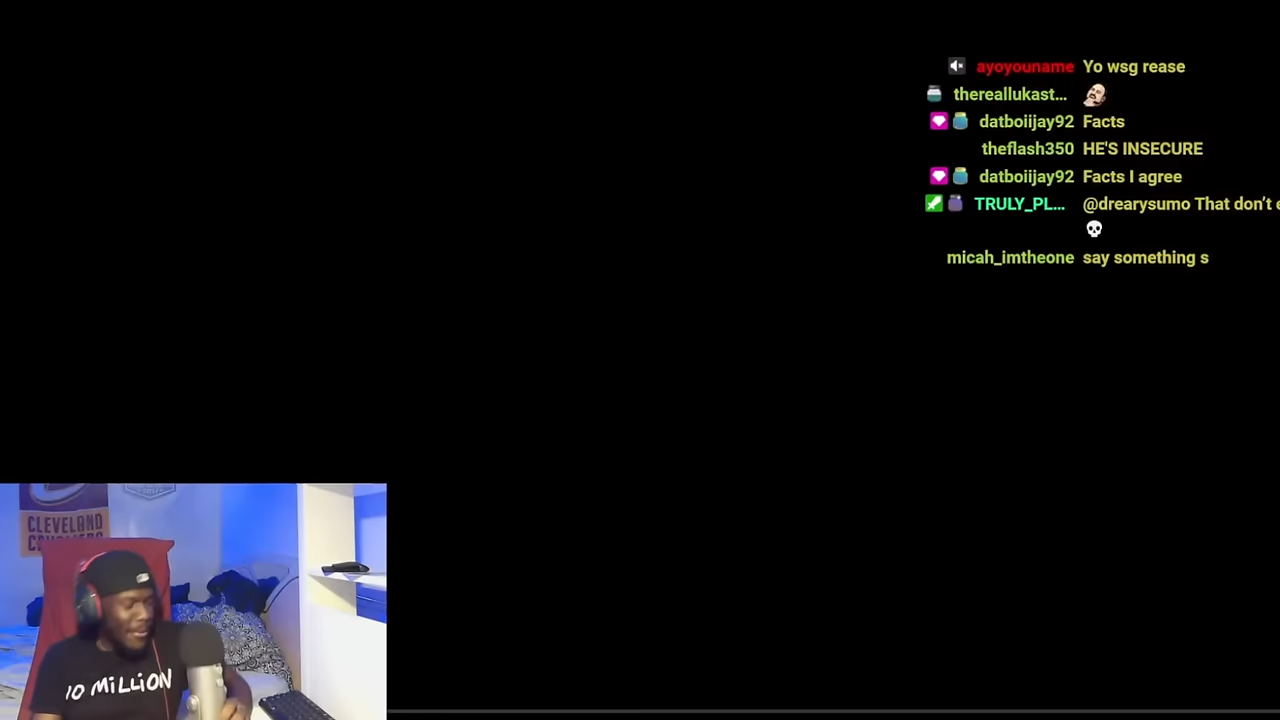 ayoyouname Yo wsg rease
thereallukast...
datboiijay92 Facts
theflash350 HE'S INSECURE
datboiijay92 Facts I agree
TRULY_PL... @drearysumo That don't
micah_imtheone say something s
CLEVELAND
CAVALIERS
10 MiLLiON